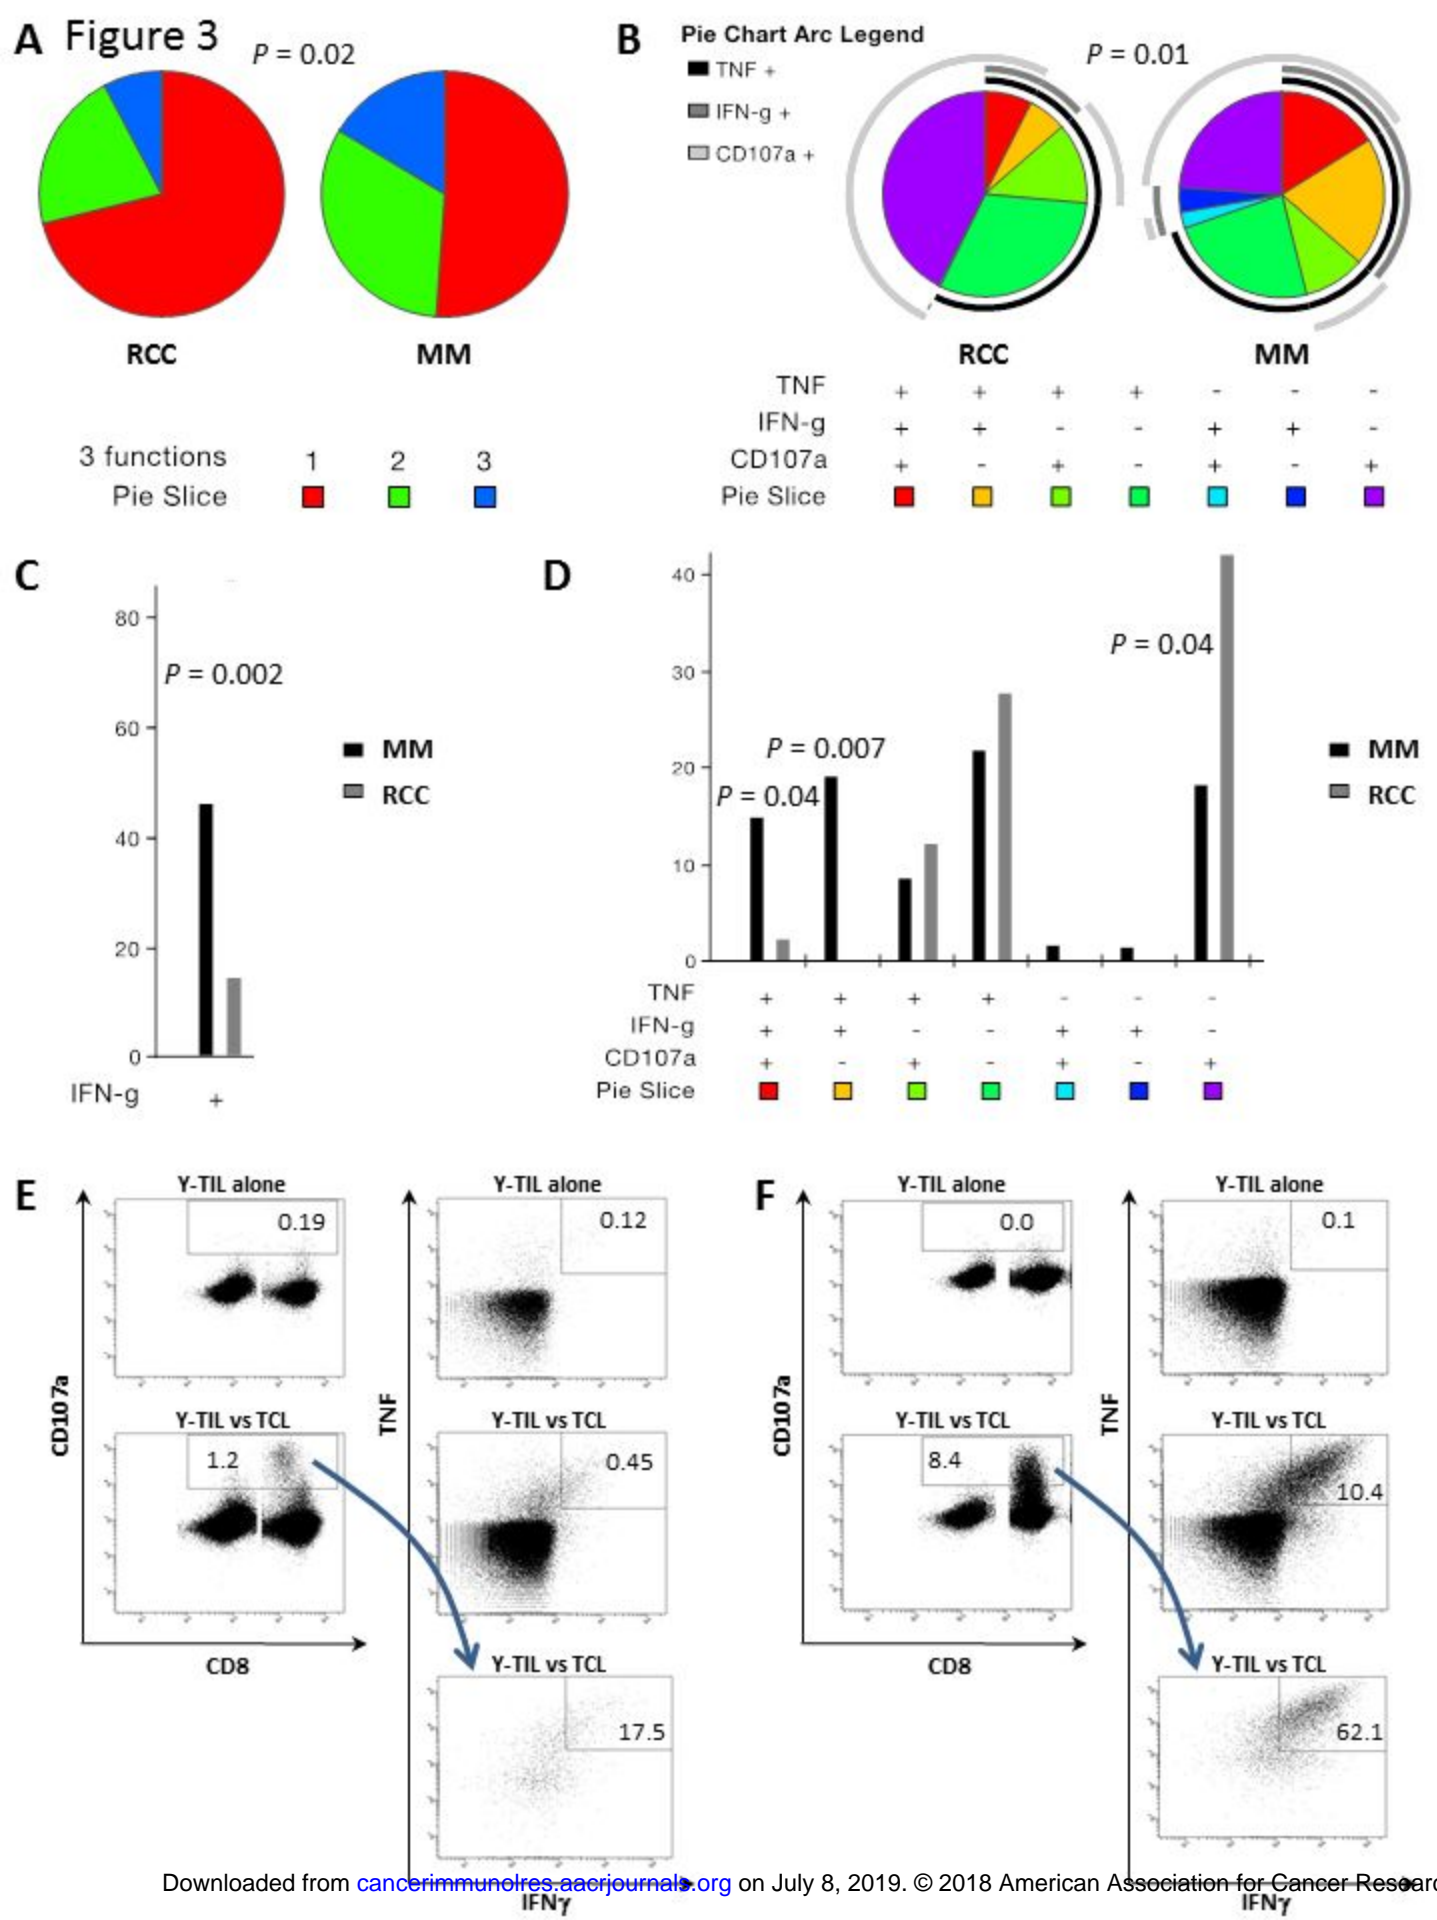 A Figure 3
P = 0.02
RCC MM
3 functions 1 2 3
Pie Slice
B Pie Chart Arc Legend
TNF +
IFN-g +
CD107a +
P = 0.01
RCC MM
TNF + + + + - - -
IFN-g + + - - + + -
CD107a + - + - + - +
Pie Slice
C
80
60
40
20
0
P = 0.002
MM
RCC
IFN-g +
D
40
30
20
10
0
P = 0.04
P = 0.007
P = 0.04
MM
RCC
TNF + + + + - - -
IFN-g + + - - + + -
CD107a + - + - + - +
Pie Slice
E
Y-TIL alone Y-TIL alone
0.19 0.12
CD107a
TNF
Y-TIL vs TCL Y-TIL vs TCL
1.2 0.45
CD8
Y-TIL vs TCL
17.5
IFNγ
F
Y-TIL alone Y-TIL alone
0.0 0.1
CD107a
TNF
Y-TIL vs TCL Y-TIL vs TCL
8.4 10.4
CD8
Y-TIL vs TCL
62.1
IFNγ
Downloaded from cancerimmunolres.aacrjournals.org on July 8, 2019. © 2018 American Association for Cancer Resear